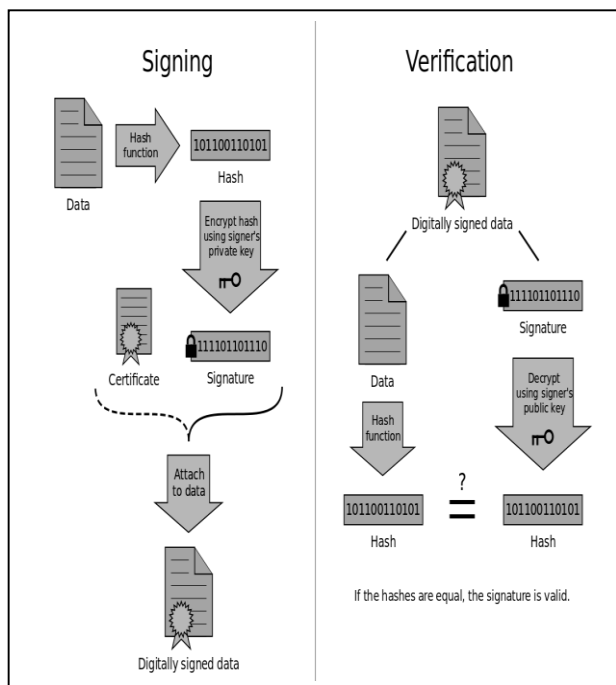 Signing
Data
Hash
function
101100110101
Hash
Encrypt hash
using signer's
private key
Certificate
111101101110
Signature
Attach
to data
Digitally signed data
Verification
Digitally signed data
Data
111101101110
Signature
Hash
function
Decrypt
using signer's
public key
101100110101
Hash
?
=
101100110101
Hash
If the hashes are equal, the signature is valid.